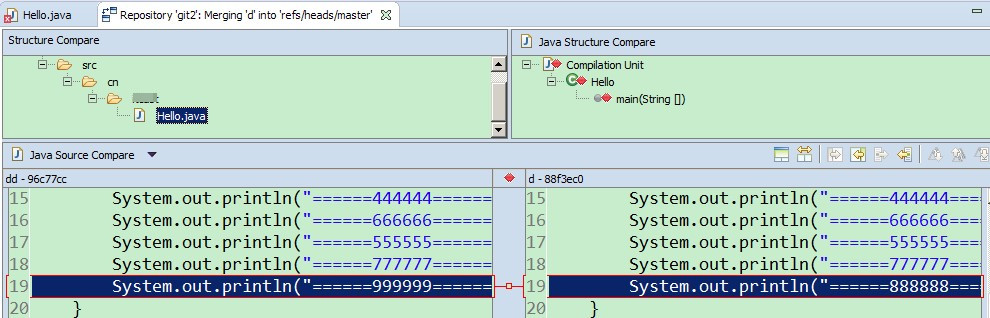 Hello.java
Repository 'git2': Merging 'd' into 'refs/heads/master'
Structure Compare
src
cn
Hello.java
Java Structure Compare
Compilation Unit
Hello
main(String [])
Java Source Compare
dd - 96c77cc
15 System.out.println("======444444======
16 System.out.println("======666666======
17 System.out.println("======555555======
18 System.out.println("======777777======
19 System.out.println("======999999======
20 }
d - 88f3ec0
15 System.out.println("======444444====
16 System.out.println("======666666====
17 System.out.println("======555555====
18 System.out.println("======777777====
19 System.out.println("======888888====
20 }